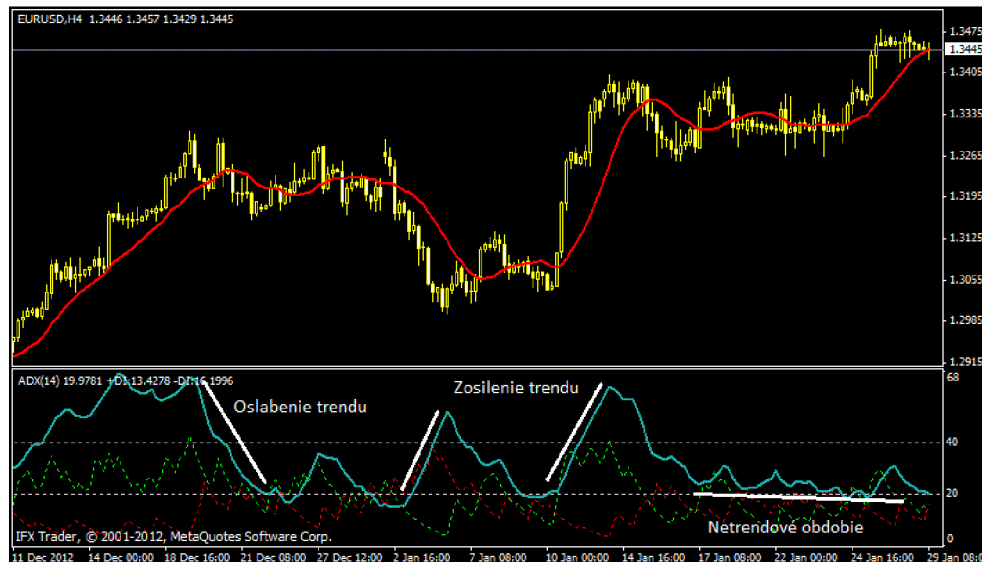 EURUSD,H4 1.3446 1.3457 1.3429 1.3445
1.3475
1.3445
1.3405
1.3335
1.3265
1.3195
1.3125
1.3055
1.2985
1.2915
ADX(14) 19.9781 +DI:13.4278 -DI:16.1996
68
Oslabenie trendu
Zosilenie trendu
40
20
Netrendové obdobie
0
IFX Trader, © 2001-2012, MetaQuotes Software Corp.
11 Dec 2012 14 Dec 00:00 18 Dec 16:00 21 Dec 08:00 27 Dec 12:00 2 Jan 16:00 7 Jan 08:00 10 Jan 00:00 14 Jan 16:00 17 Jan 08:00 22 Jan 00:00 24 Jan 16:00 29 Jan 08:00